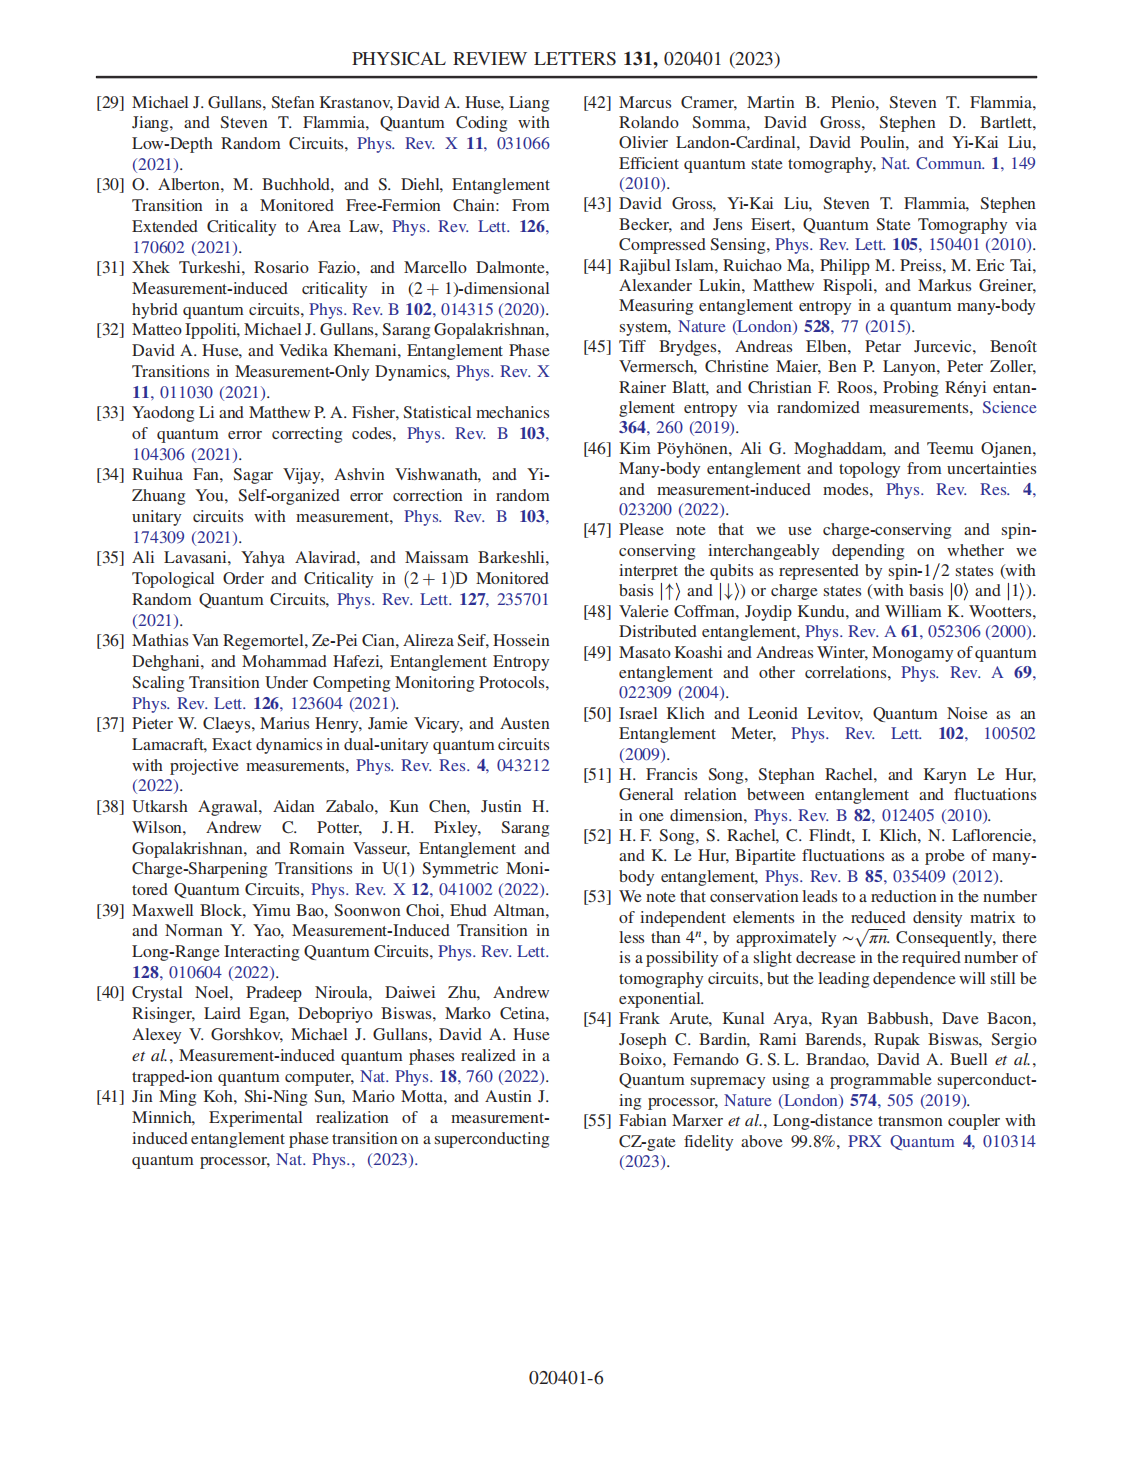 PHYSICAL REVIEW LETTERS 131, 020401 (2023)
[29] Michael J. Gullans, Stefan Krastanov, David A. Huse, Liang
Jiang, and Steven T. Flammia, Quantum Coding with
Low-Depth Random Circuits, Phys. Rev. X 11, 031066
(2021).
[30] O. Alberton, M. Buchhold, and S. Diehl, Entanglement
Transition in a Monitored Free-Fermion Chain: From
Extended Criticality to Area Law, Phys. Rev. Lett. 126,
170602 (2021).
[31] Xhek Turkeshi, Rosario Fazio, and Marcello Dalmonte,
Measurement-induced criticality in (2 + 1)-dimensional
hybrid quantum circuits, Phys. Rev. B 102, 014315 (2020).
[32] Matteo Ippoliti, Michael J. Gullans, Sarang Gopalakrishnan,
David A. Huse, and Vedika Khemani, Entanglement Phase
Transitions in Measurement-Only Dynamics, Phys. Rev. X
11, 011030 (2021).
[33] Yaodong Li and Matthew P. A. Fisher, Statistical mechanics
of quantum error correcting codes, Phys. Rev. B 103,
104306 (2021).
[34] Ruihua Fan, Sagar Vijay, Ashvin Vishwanath, and Yi-
Zhuang You, Self-organized error correction in random
unitary circuits with measurement, Phys. Rev. B 103,
174309 (2021).
[35] Ali Lavasani, Yahya Alavirad, and Maissam Barkeshli,
Topological Order and Criticality in (2 + 1)D Monitored
Random Quantum Circuits, Phys. Rev. Lett. 127, 235701
(2021).
[36] Mathias Van Regemortel, Ze-Pei Cian, Alireza Seif, Hossein
Dehghani, and Mohammad Hafezi, Entanglement Entropy
Scaling Transition Under Competing Monitoring Protocols,
Phys. Rev. Lett. 126, 123604 (2021).
[37] Pieter W. Claeys, Marius Henry, Jamie Vicary, and Austen
Lamacraft, Exact dynamics in dual-unitary quantum circuits
with projective measurements, Phys. Rev. Res. 4, 043212
(2022).
[38] Utkarsh Agrawal, Aidan Zabalo, Kun Chen, Justin H.
Wilson, Andrew C. Potter, J. H. Pixley, Sarang
Gopalakrishnan, and Romain Vasseur, Entanglement and
Charge-Sharpening Transitions in U(1) Symmetric Moni-
tored Quantum Circuits, Phys. Rev. X 12, 041002 (2022).
[39] Maxwell Block, Yimu Bao, Soonwon Choi, Ehud Altman,
and Norman Y. Yao, Measurement-Induced Transition in
Long-Range Interacting Quantum Circuits, Phys. Rev. Lett.
128, 010604 (2022).
[40] Crystal Noel, Pradeep Niroula, Daiwei Zhu, Andrew
Risinger, Laird Egan, Debopriyo Biswas, Marko Cetina,
Alexey V. Gorshkov, Michael J. Gullans, David A. Huse
et al., Measurement-induced quantum phases realized in a
trapped-ion quantum computer, Nat. Phys. 18, 760 (2022).
[41] Jin Ming Koh, Shi-Ning Sun, Mario Motta, and Austin J.
Minnich, Experimental realization of a measurement-
induced entanglement phase transition on a superconducting
quantum processor, Nat. Phys., (2023).
[42] Marcus Cramer, Martin B. Plenio, Steven T. Flammia,
Rolando Somma, David Gross, Stephen D. Bartlett,
Olivier Landon-Cardinal, David Poulin, and Yi-Kai Liu,
Efficient quantum state tomography, Nat. Commun. 1, 149
(2010).
[43] David Gross, Yi-Kai Liu, Steven T. Flammia, Stephen
Becker, and Jens Eisert, Quantum State Tomography via
Compressed Sensing, Phys. Rev. Lett. 105, 150401 (2010).
[44] Rajibul Islam, Ruichao Ma, Philipp M. Preiss, M. Eric Tai,
Alexander Lukin, Matthew Rispoli, and Markus Greiner,
Measuring entanglement entropy in a quantum many-body
system, Nature (London) 528, 77 (2015).
[45] Tiff Brydges, Andreas Elben, Petar Jurcevic, Benoît
Vermersch, Christine Maier, Ben P. Lanyon, Peter Zoller,
Rainer Blatt, and Christian F. Roos, Probing Rényi entan-
glement entropy via randomized measurements, Science
364, 260 (2019).
[46] Kim Pöyhönen, Ali G. Moghaddam, and Teemu Ojanen,
Many-body entanglement and topology from uncertainties
and measurement-induced modes, Phys. Rev. Res. 4,
023200 (2022).
[47] Please note that we use charge-conserving and spin-
conserving interchangeably depending on whether we
interpret the qubits as represented by spin-1/2 states (with
basis |↑⟩ and |↓⟩) or charge states (with basis |0⟩ and |1⟩).
[48] Valerie Coffman, Joydip Kundu, and William K. Wootters,
Distributed entanglement, Phys. Rev. A 61, 052306 (2000).
[49] Masato Koashi and Andreas Winter, Monogamy of quantum
entanglement and other correlations, Phys. Rev. A 69,
022309 (2004).
[50] Israel Klich and Leonid Levitov, Quantum Noise as an
Entanglement Meter, Phys. Rev. Lett. 102, 100502
(2009).
[51] H. Francis Song, Stephan Rachel, and Karyn Le Hur,
General relation between entanglement and fluctuations
in one dimension, Phys. Rev. B 82, 012405 (2010).
[52] H. F. Song, S. Rachel, C. Flindt, I. Klich, N. Laflorencie,
and K. Le Hur, Bipartite fluctuations as a probe of many-
body entanglement, Phys. Rev. B 85, 035409 (2012).
[53] We note that conservation leads to a reduction in the number
of independent elements in the reduced density matrix to
less than 4ⁿ, by approximately ∼√πn. Consequently, there
is a possibility of a slight decrease in the required number of
tomography circuits, but the leading dependence will still be
exponential.
[54] Frank Arute, Kunal Arya, Ryan Babbush, Dave Bacon,
Joseph C. Bardin, Rami Barends, Rupak Biswas, Sergio
Boixo, Fernando G. S. L. Brandao, David A. Buell et al.,
Quantum supremacy using a programmable superconduct-
ing processor, Nature (London) 574, 505 (2019).
[55] Fabian Marxer et al., Long-distance transmon coupler with
CZ-gate fidelity above 99.8%, PRX Quantum 4, 010314
(2023).
020401-6